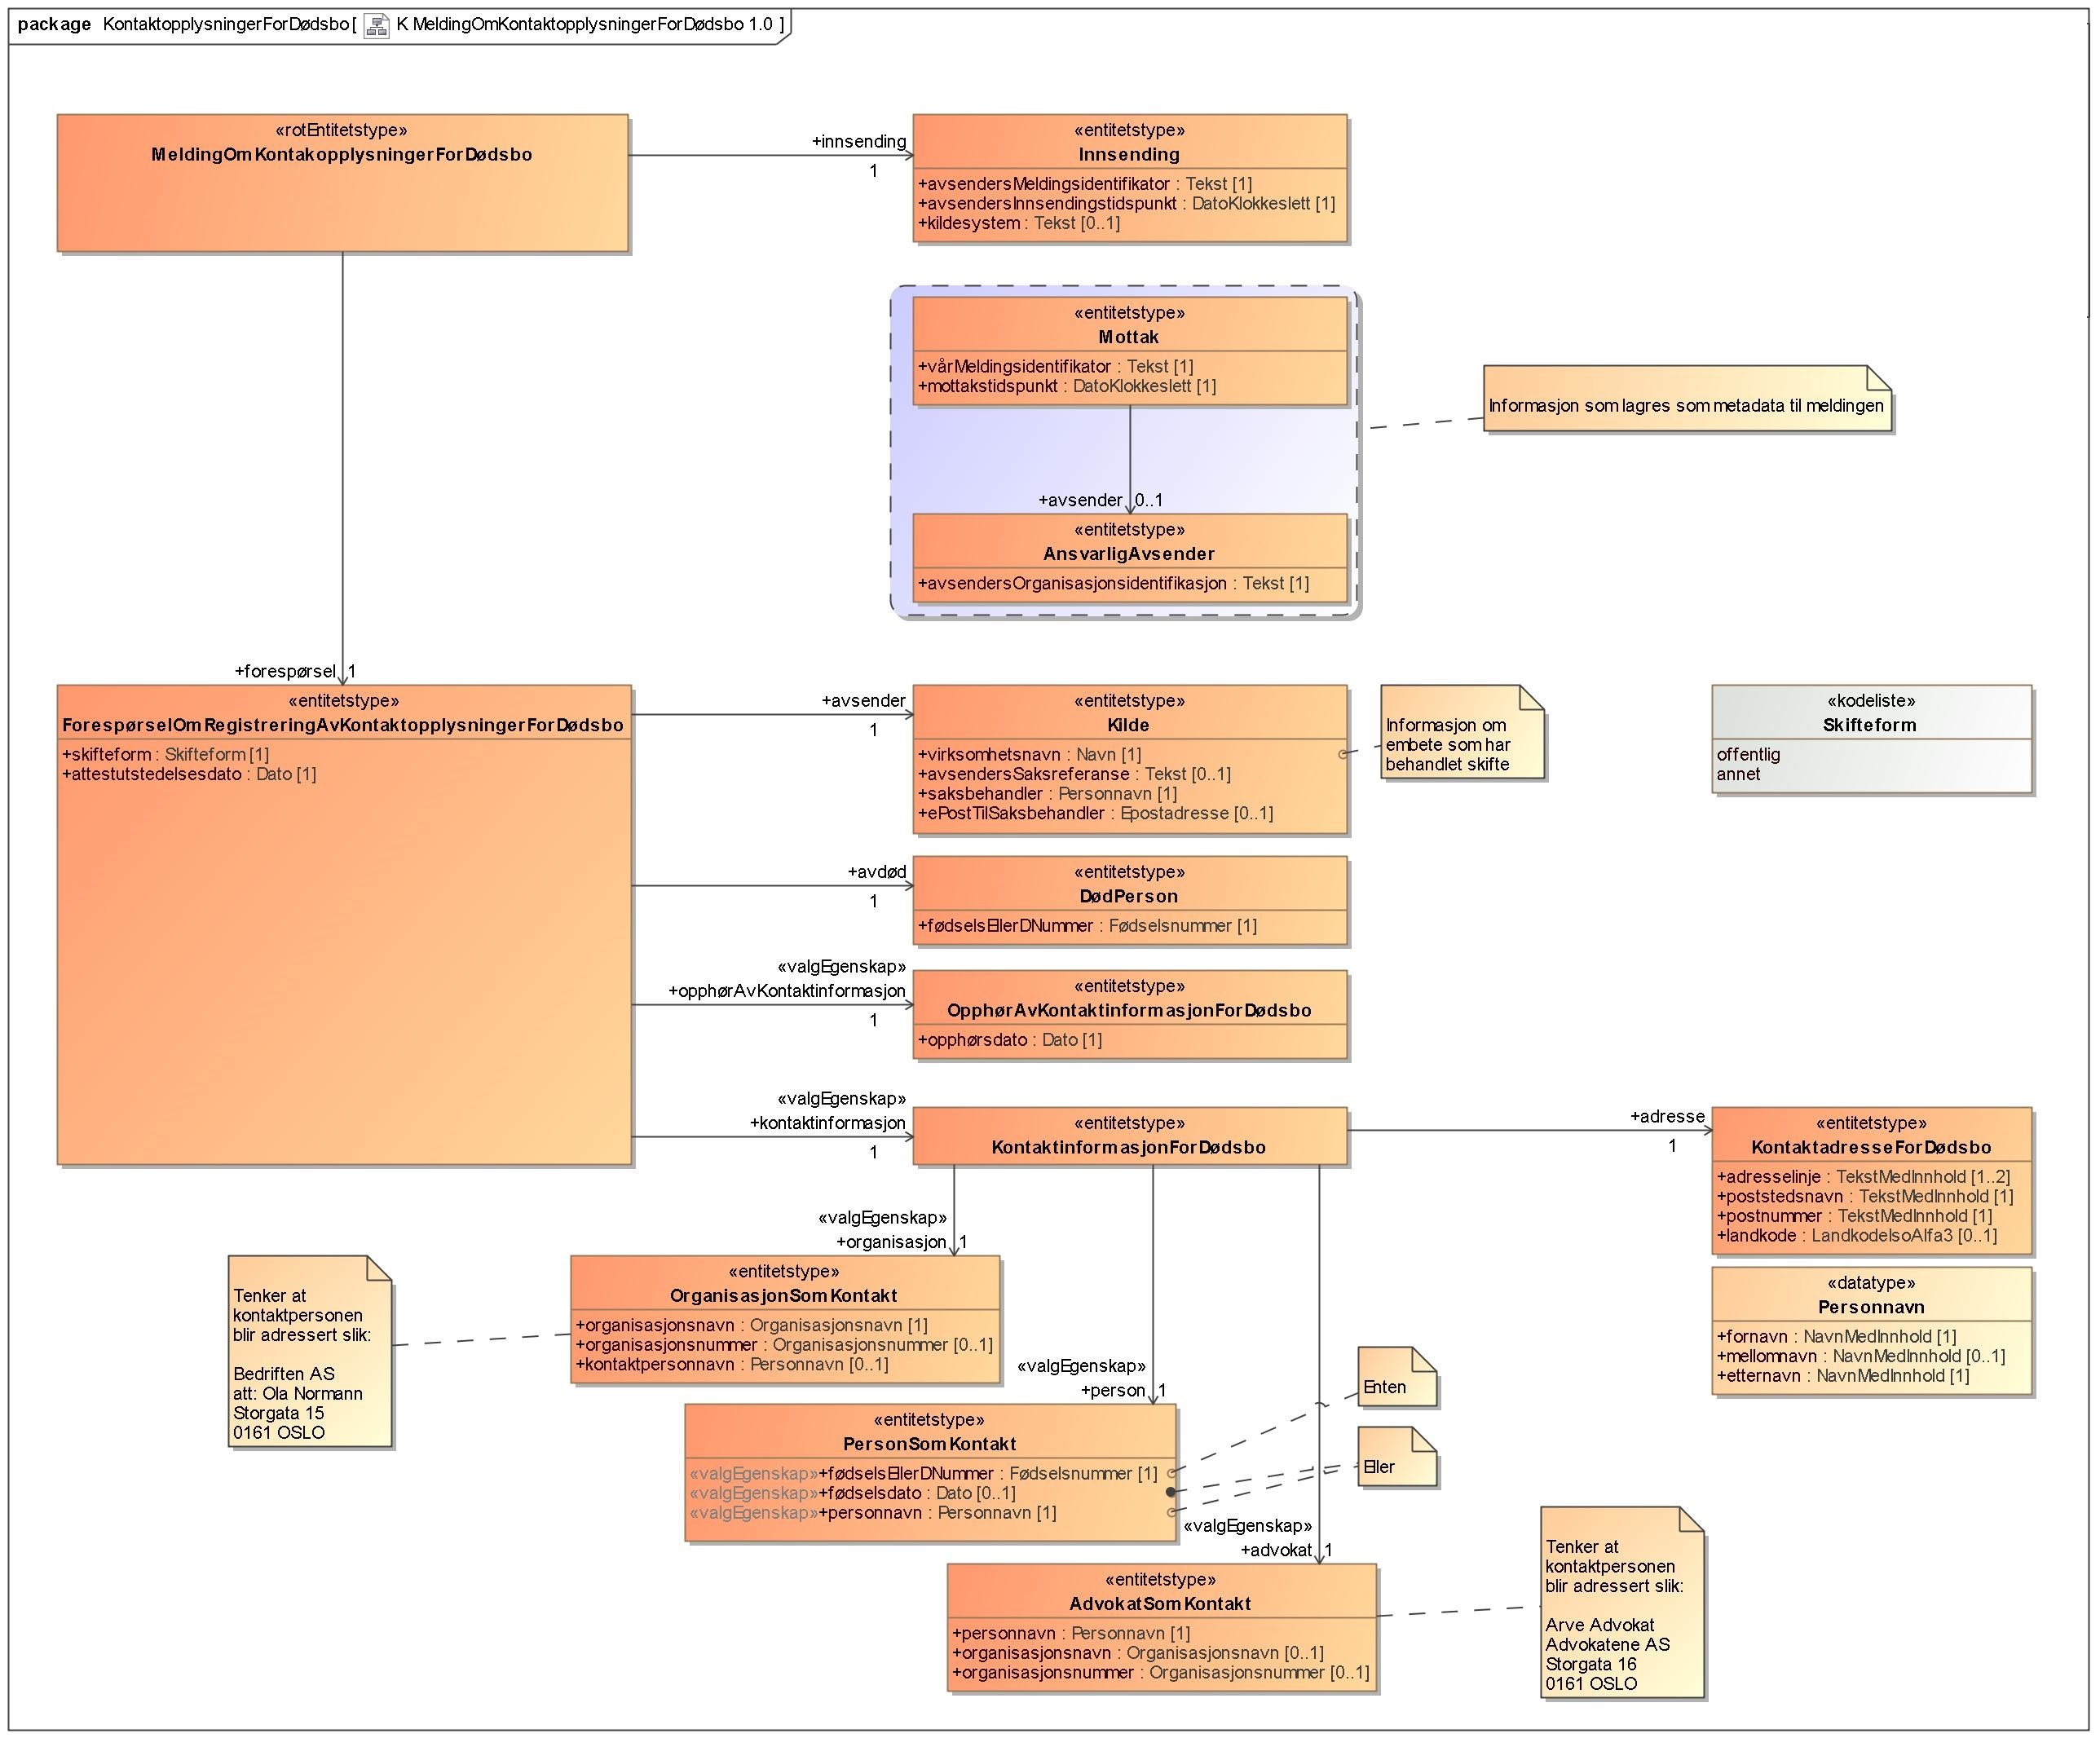 package KontaktopplysningerForDødsbo [ K MeldingOmKontaktopplysningerForDødsbo 1.0 ]
«rotEntitetstype»
MeldingOmKontakopplysningerForDødsbo
+innsending
1
«entitetstype»
Innsending
+avsendersMeldingsidentifikator : Tekst [1]
+avsendersInnsendingstidspunkt : DatoKlokkeslett [1]
+kildesystem : Tekst [0..1]
«entitetstype»
Mottak
+vårMeldingsidentifikator : Tekst [1]
+mottakstidspunkt : DatoKlokkeslett [1]
Informasjon som lagres som metadata til meldingen
+avsender 0..1
«entitetstype»
AnsvarligAvsender
+avsendersOrganisasjonsidentifikasjon : Tekst [1]
+forespørsel 1
«entitetstype»
ForespørselOmRegistreringAvKontaktopplysningerForDødsbo
+skifteform : Skifteform [1]
+attestutstedelsesdato : Dato [1]
+avsender
1
«entitetstype»
Kilde
+virksomhetsnavn : Navn [1]
+avsendersSaksreferanse : Tekst [0..1]
+saksbehandler : Personnavn [1]
+ePostTilSaksbehandler : Epostadresse [0..1]
Informasjon om
embete som har
behandlet skifte
«kodeliste»
Skifteform
offentlig
annet
+avdød
1
«entitetstype»
DødPerson
+fødselsEllerDNummer : Fødselsnummer [1]
«valgEgenskap»
+opphørAvKontaktinformasjon
1
«entitetstype»
OpphørAvKontaktinformasjonForDødsbo
+opphørsdato : Dato [1]
«valgEgenskap»
+kontaktinformasjon
1
«entitetstype»
KontaktinformasjonForDødsbo
+adresse
1
«entitetstype»
KontaktadresseForDødsbo
+adresselinje : TekstMedInnhold [1..2]
+poststedsnavn : TekstMedInnhold [1]
+postnummer : TekstMedInnhold [1]
+landkode : LandkodeIsoAlfa3 [0..1]
«datatype»
Personnavn
+fornavn : NavnMedInnhold [1]
+mellomnavn : NavnMedInnhold [0..1]
+etternavn : NavnMedInnhold [1]
«valgEgenskap»
+organisasjon 1
«entitetstype»
OrganisasjonSomKontakt
+organisasjonsnavn : Organisasjonsnavn [1]
+organisasjonsnummer : Organisasjonsnummer [0..1]
+kontaktpersonnavn : Personnavn [0..1]
Tenker at
kontaktpersonen
blir adressert slik:
Bedriften AS
att: Ola Normann
Storgata 15
0161 OSLO
«valgEgenskap»
+person 1
«entitetstype»
PersonSomKontakt
«valgEgenskap»+fødselsEllerDNummer : Fødselsnummer [1]
«valgEgenskap»+fødselsdato : Dato [0..1]
«valgEgenskap»+personnavn : Personnavn [1]
Enten
Eller
«valgEgenskap»
+advokat 1
«entitetstype»
AdvokatSomKontakt
+personnavn : Personnavn [1]
+organisasjonsnavn : Organisasjonsnavn [0..1]
+organisasjonsnummer : Organisasjonsnummer [0..1]
Tenker at
kontaktpersonen
blir adressert slik:
Arve Advokat
Advokatene AS
Storgata 16
0161 OSLO